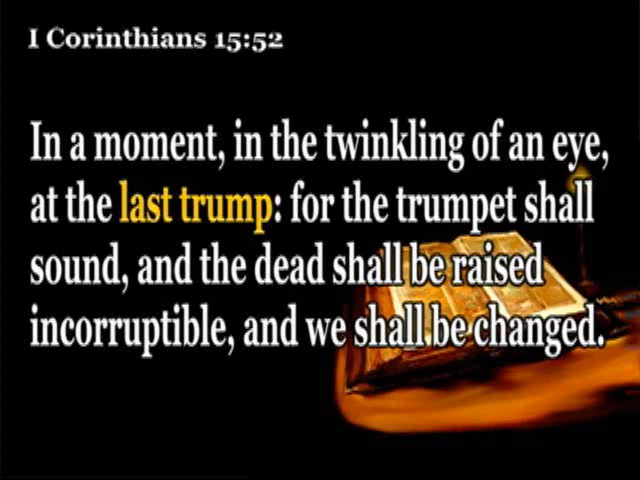 I Corinthians 15:52
In a moment, in the twinkling of an eye,
at the last trump: for the trumpet shall
sound, and the dead shall be raised
incorruptible, and we shall be changed.